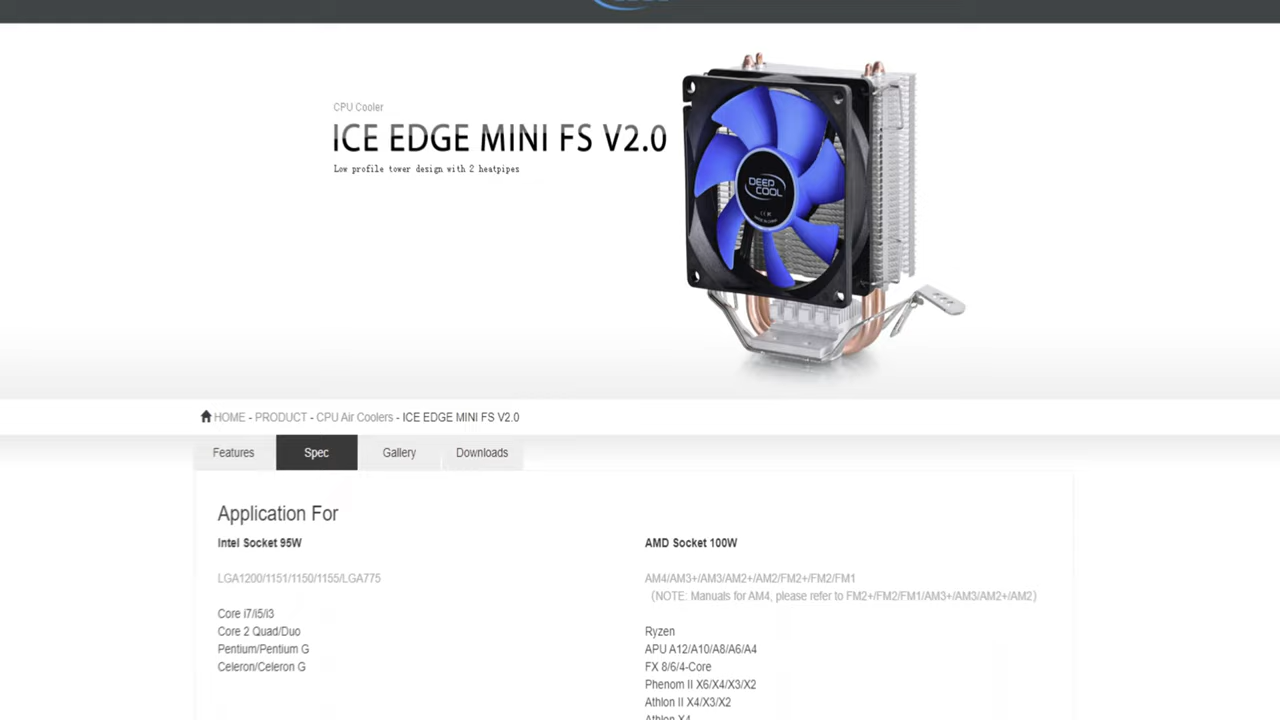 CPU Cooler
ICE EDGE MINI FS V2.0
Low profile tower design with 2 heatpipes
DEEP
COOL
HOME - PRODUCT - CPU Air Coolers - ICE EDGE MINI FS V2.0
Features
Spec
Gallery
Downloads
Application For
Intel Socket 95W
LGA1200/1151/1150/1155/LGA775
Core i7/i5/i3
Core 2 Quad/Duo
Pentium/Pentium G
Celeron/Celeron G
AMD Socket 100W
AM4/AM3+/AM3/AM2+/AM2/FM2+/FM2/FM1
（NOTE: Manuals for AM4, please refer to FM2+/FM2/FM1/AM3+/AM3/AM2+/AM2）
Ryzen
APU A12/A10/A8/A6/A4
FX 8/6/4-Core
Phenom II X6/X4/X3/X2
Athlon II X4/X3/X2
Athlon X4